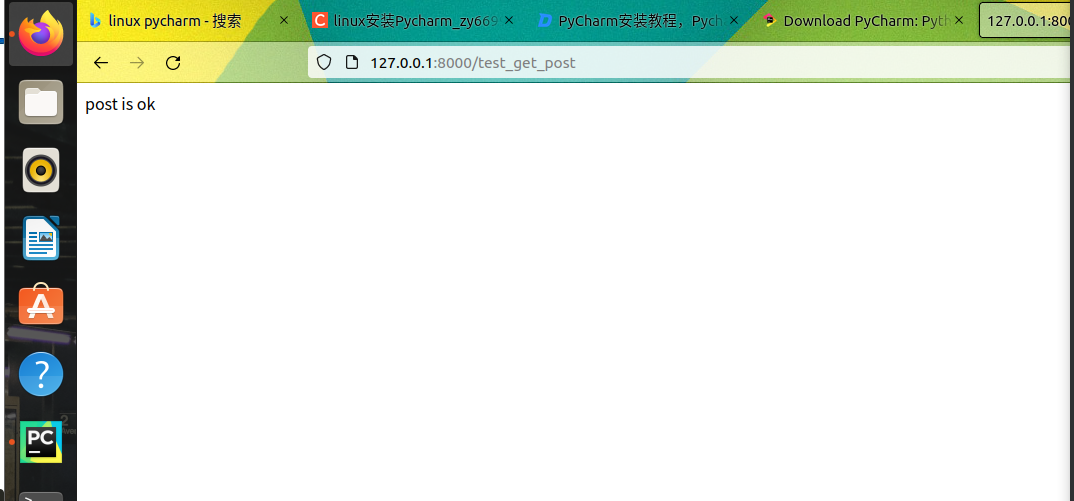 linux pycharm - 搜索
linux安装Pycharm_zy669
PyCharm安装教程，Pych
Download PyCharm: Pyth
127.0.0.1:800
127.0.0.1:8000/test_get_post
post is ok
PC